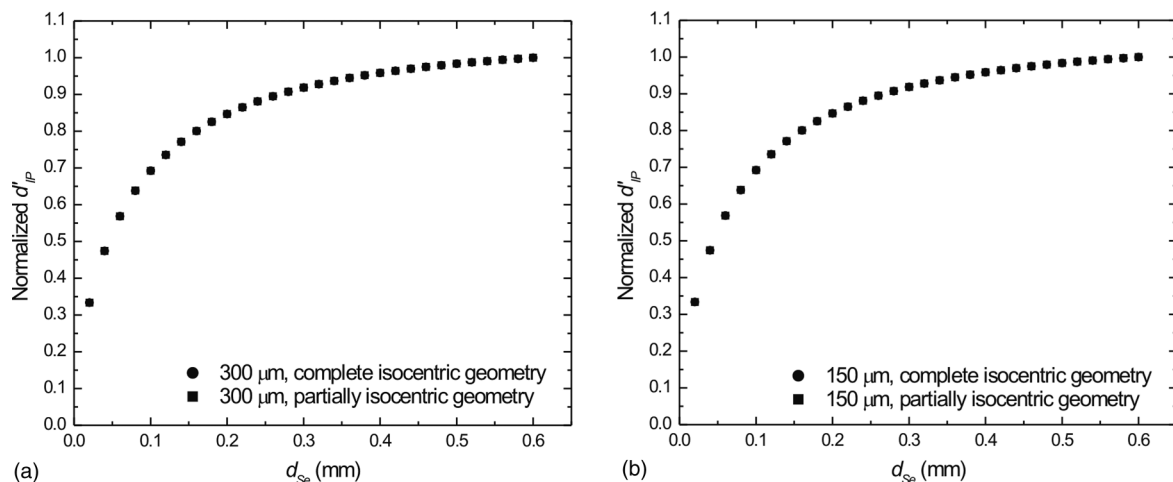 1.1
1.0
0.9
0.8
0.7
0.6
0.5
0.4
0.3
0.2
0.1
0.0
Normalized d'IP
300 μm, complete isocentric geometry
300 μm, partially isocentric geometry
0.0 0.1 0.2 0.3 0.4 0.5 0.6
(a) dSe (mm)
1.1
1.0
0.9
0.8
0.7
0.6
0.5
0.4
0.3
0.2
0.1
0.0
Normalized d'IP
150 μm, complete isocentric geometry
150 μm, partially isocentric geometry
0.0 0.1 0.2 0.3 0.4 0.5 0.6
(b) dSe (mm)